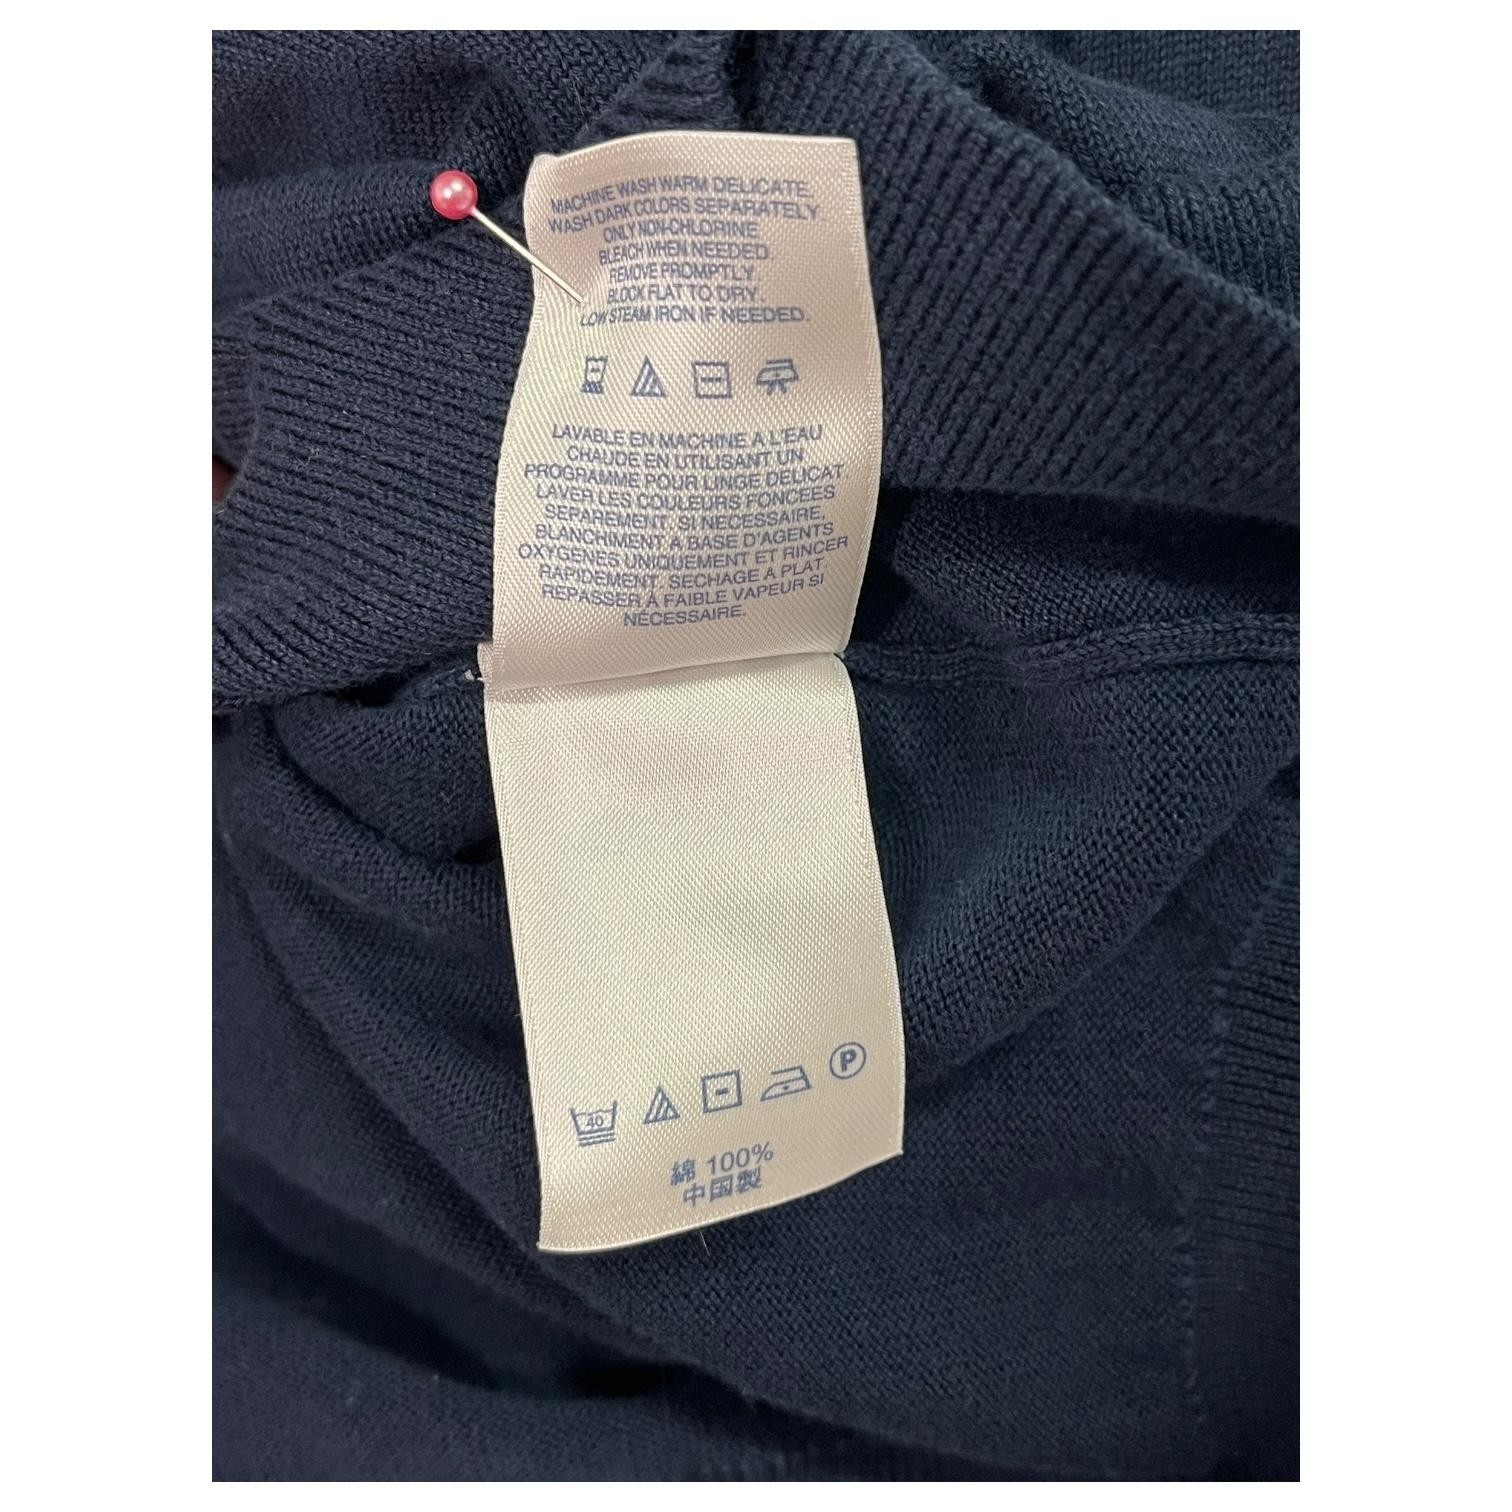 MACHINE WASH WARM DELICATE.
WASH DARK COLORS SEPARATELY.
ONLY NON-CHLORINE
BLEACH WHEN NEEDED.
REMOVE PROMPTLY.
BLOCK FLAT TO DRY.
LOW STEAM IRON IF NEEDED.
LAVABLE EN MACHINE A L'EAU
CHAUDE EN UTILISANT UN
PROGRAMME POUR LINGE DELICAT.
LAVER LES COULEURS FONCEES
SEPAREMENT. SI NECESSAIRE,
BLANCHIMENT A BASE D'AGENTS
OXYGENES UNIQUEMENT ET RINCER
RAPIDEMENT. SECHAGE A PLAT.
REPASSER À FAIBLE VAPEUR SI
NÉCESSAIRE.
40 P
綿 100%
中国製